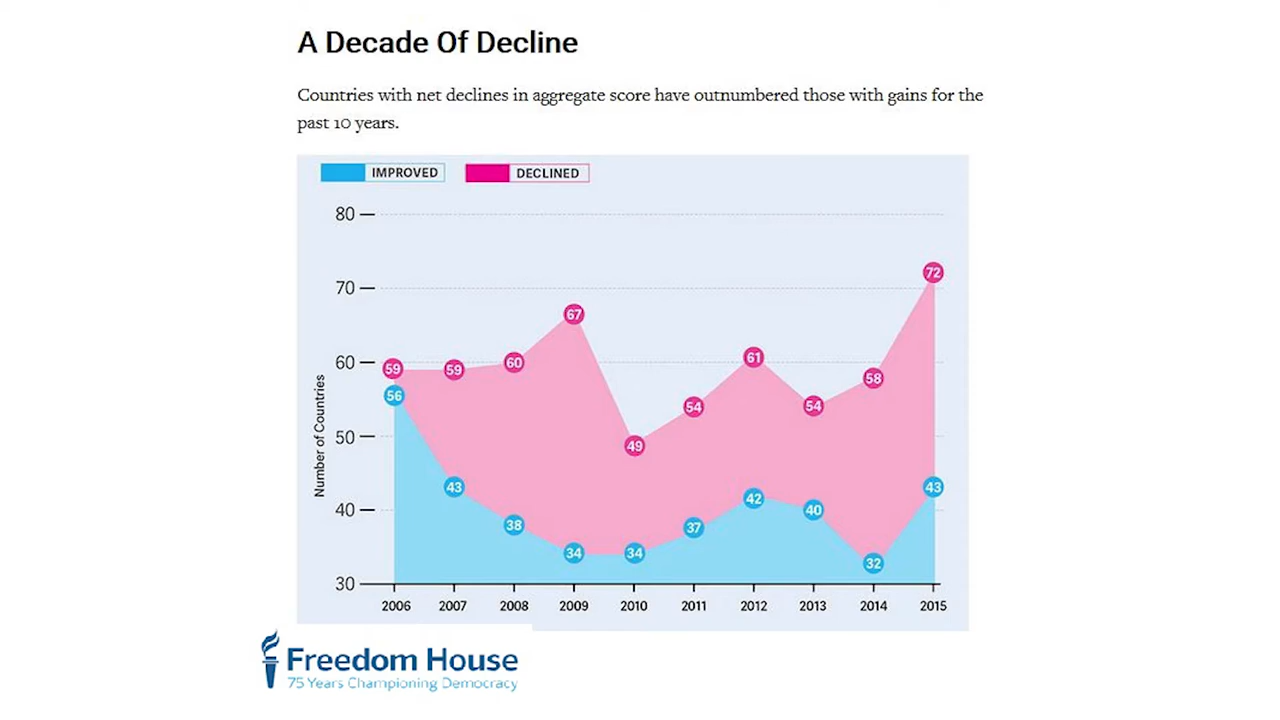 A Decade Of Decline
Countries with net declines in aggregate score have outnumbered those with gains for the
past 10 years.
IMPROVED DECLINED
80
70
60
50
40
30
Number of Countries
59 59 60 67 49 54 61 54 58 72
56 43 38 34 34 37 42 40 32 43
2006 2007 2008 2009 2010 2011 2012 2013 2014 2015
Freedom House
75 Years Championing Democracy